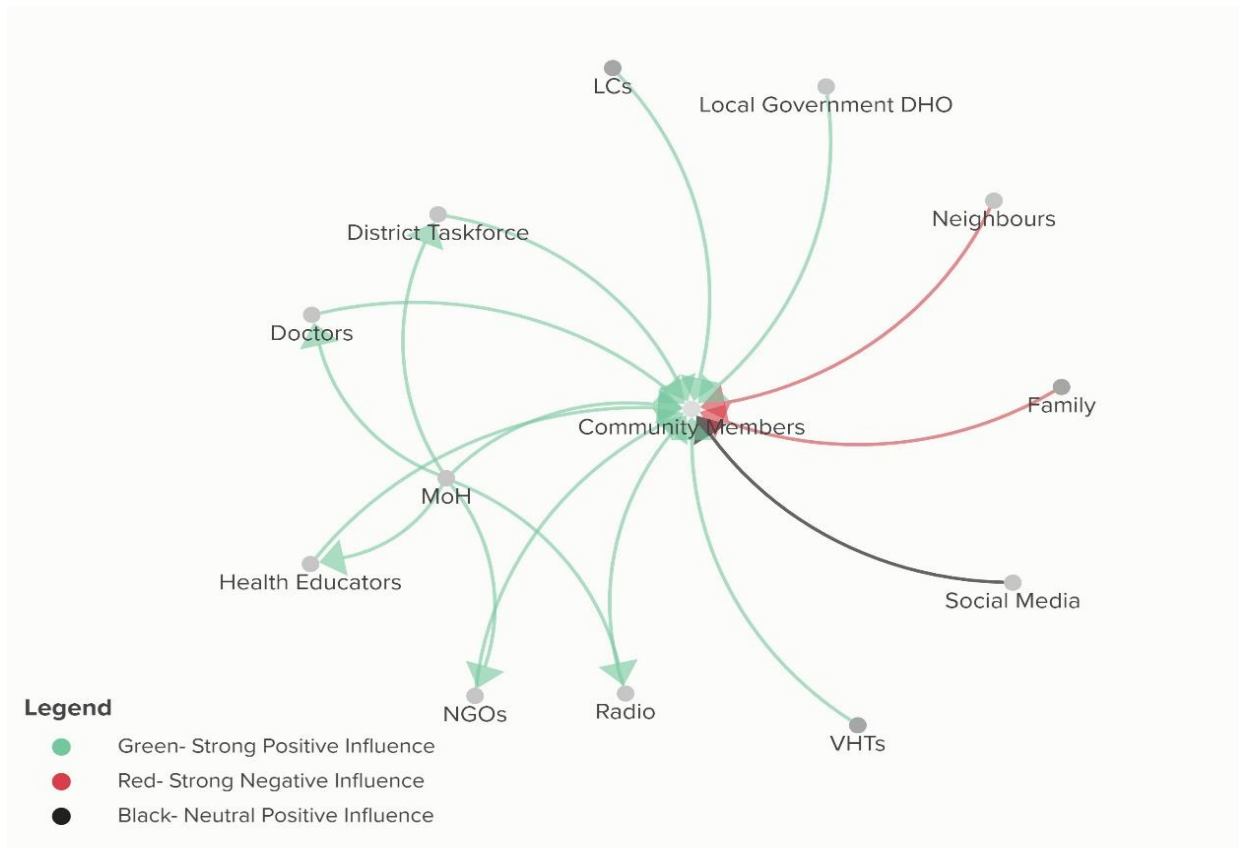 LCs
Local Government DHO
Neighbours
District Taskforce
Doctors
Family
Community Members
MoH
Health Educators
Social Media
NGOs
Radio
VHTs
Legend
Green- Strong Positive Influence
Red- Strong Negative Influence
Black- Neutral Positive Influence